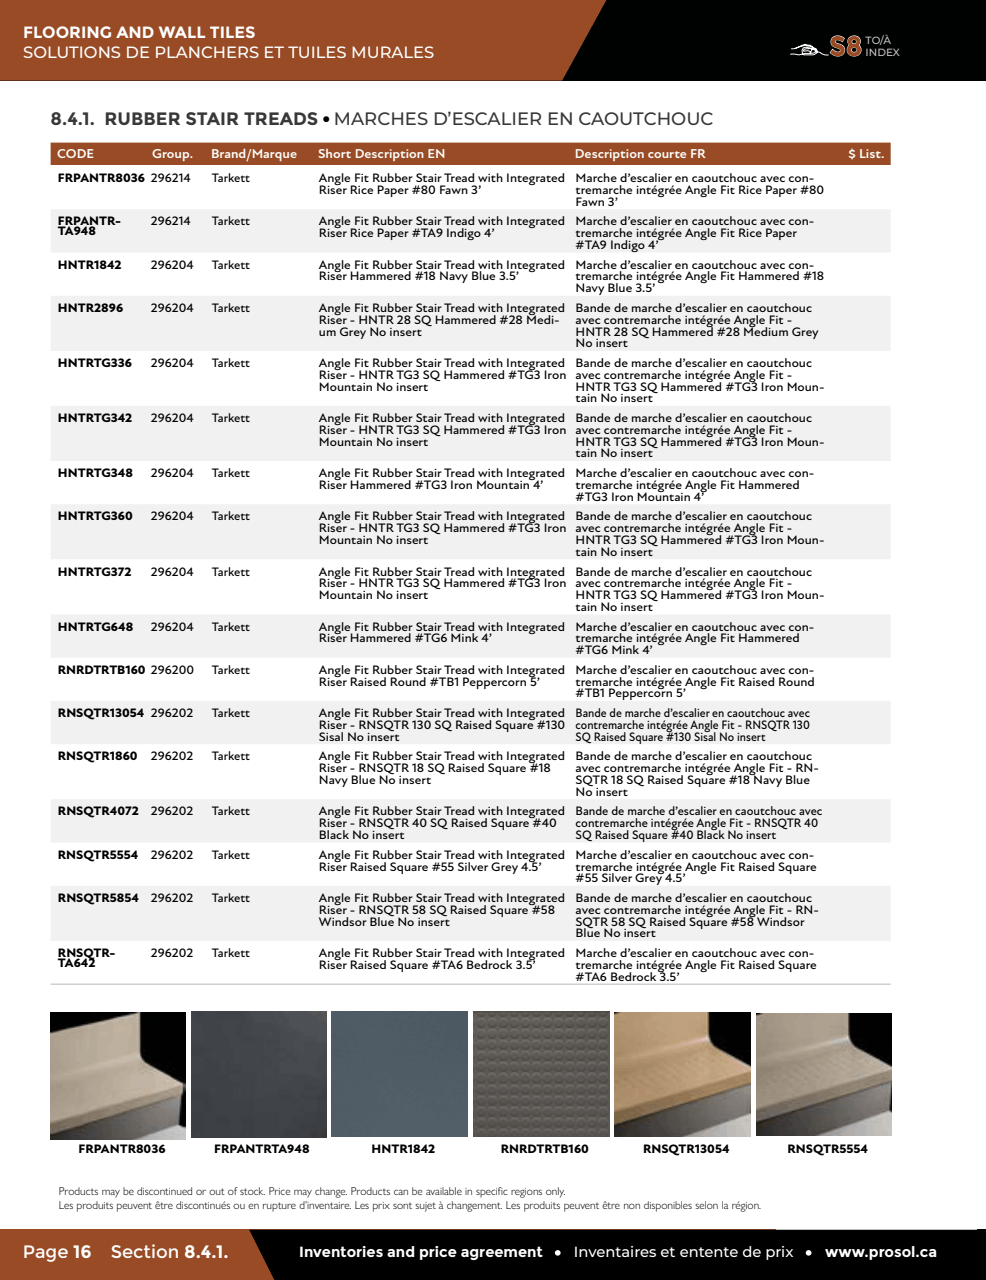 FLOORING AND WALL TILES
SOLUTIONS DE PLANCHERS ET TUILES MURALES
S8 TO/À
INDEX
8.4.1. RUBBER STAIR TREADS • MARCHES D’ESCALIER EN CAOUTCHOUC
CODE Group. Brand/Marque Short Description EN Description courte FR $ List.
FRPANTR8036 296214 Tarkett Angle Fit Rubber Stair Tread with Integrated Marche d’escalier en caoutchouc avec con-
Riser Rice Paper #80 Fawn 3’ tremarche intégrée Angle Fit Rice Paper #80
Fawn 3’
FRPANTR- 296214 Tarkett Angle Fit Rubber Stair Tread with Integrated Marche d’escalier en caoutchouc avec con-
TA948 Riser Rice Paper #TA9 Indigo 4’ tremarche intégrée Angle Fit Rice Paper
#TA9 Indigo 4’
HNTR1842 296204 Tarkett Angle Fit Rubber Stair Tread with Integrated Marche d’escalier en caoutchouc avec con-
Riser Hammered #18 Navy Blue 3.5’ tremarche intégrée Angle Fit Hammered #18
Navy Blue 3.5’
HNTR2896 296204 Tarkett Angle Fit Rubber Stair Tread with Integrated Bande de marche d’escalier en caoutchouc
Riser - HNTR 28 SQ Hammered #28 Medi- avec contremarche intégrée Angle Fit -
um Grey No insert HNTR 28 SQ Hammered #28 Medium Grey
No insert
HNTRTG336 296204 Tarkett Angle Fit Rubber Stair Tread with Integrated Bande de marche d’escalier en caoutchouc
Riser - HNTR TG3 SQ Hammered #TG3 Iron avec contremarche intégrée Angle Fit -
Mountain No insert HNTR TG3 SQ Hammered #TG3 Iron Moun-
tain No insert
HNTRTG342 296204 Tarkett Angle Fit Rubber Stair Tread with Integrated Bande de marche d’escalier en caoutchouc
Riser - HNTR TG3 SQ Hammered #TG3 Iron avec contremarche intégrée Angle Fit -
Mountain No insert HNTR TG3 SQ Hammered #TG3 Iron Moun-
tain No insert
HNTRTG348 296204 Tarkett Angle Fit Rubber Stair Tread with Integrated Marche d’escalier en caoutchouc avec con-
Riser Hammered #TG3 Iron Mountain 4’ tremarche intégrée Angle Fit Hammered
#TG3 Iron Mountain 4’
HNTRTG360 296204 Tarkett Angle Fit Rubber Stair Tread with Integrated Bande de marche d’escalier en caoutchouc
Riser - HNTR TG3 SQ Hammered #TG3 Iron avec contremarche intégrée Angle Fit -
Mountain No insert HNTR TG3 SQ Hammered #TG3 Iron Moun-
tain No insert
HNTRTG372 296204 Tarkett Angle Fit Rubber Stair Tread with Integrated Bande de marche d’escalier en caoutchouc
Riser - HNTR TG3 SQ Hammered #TG3 Iron avec contremarche intégrée Angle Fit -
Mountain No insert HNTR TG3 SQ Hammered #TG3 Iron Moun-
tain No insert
HNTRTG648 296204 Tarkett Angle Fit Rubber Stair Tread with Integrated Marche d’escalier en caoutchouc avec con-
Riser Hammered #TG6 Mink 4’ tremarche intégrée Angle Fit Hammered
#TG6 Mink 4’
RNRDTRTB160 296200 Tarkett Angle Fit Rubber Stair Tread with Integrated Marche d’escalier en caoutchouc avec con-
Riser Raised Round #TB1 Peppercorn 5’ tremarche intégrée Angle Fit Raised Round
#TB1 Peppercorn 5’
RNSQTR13054 296202 Tarkett Angle Fit Rubber Stair Tread with Integrated Bande de marche d’escalier en caoutchouc avec
Riser - RNSQTR 130 SQ Raised Square #130 contremarche intégrée Angle Fit - RNSQTR 130
Sisal No insert SQ Raised Square #130 Sisal No insert
RNSQTR1860 296202 Tarkett Angle Fit Rubber Stair Tread with Integrated Bande de marche d’escalier en caoutchouc
Riser - RNSQTR 18 SQ Raised Square #18 avec contremarche intégrée Angle Fit - RN-
Navy Blue No insert SQTR 18 SQ Raised Square #18 Navy Blue
No insert
RNSQTR4072 296202 Tarkett Angle Fit Rubber Stair Tread with Integrated Bande de marche d’escalier en caoutchouc avec
Riser - RNSQTR 40 SQ Raised Square #40 contremarche intégrée Angle Fit - RNSQTR 40
Black No insert SQ Raised Square #40 Black No insert
RNSQTR5554 296202 Tarkett Angle Fit Rubber Stair Tread with Integrated Marche d’escalier en caoutchouc avec con-
Riser Raised Square #55 Silver Grey 4.5’ tremarche intégrée Angle Fit Raised Square
#55 Silver Grey 4.5’
RNSQTR5854 296202 Tarkett Angle Fit Rubber Stair Tread with Integrated Bande de marche d’escalier en caoutchouc
Riser - RNSQTR 58 SQ Raised Square #58 avec contremarche intégrée Angle Fit - RN-
Windsor Blue No insert SQTR 58 SQ Raised Square #58 Windsor
Blue No insert
RNSQTR- 296202 Tarkett Angle Fit Rubber Stair Tread with Integrated Marche d’escalier en caoutchouc avec con-
TA642 Riser Raised Square #TA6 Bedrock 3.5’ tremarche intégrée Angle Fit Raised Square
#TA6 Bedrock 3.5’
FRPANTR8036 FRPANTRTA948 HNTR1842 RNRDTRTB160 RNSQTR13054 RNSQTR5554
Products may be discontinued or out of stock. Price may change. Products can be available in specific regions only.
Les produits peuvent être discontinués ou en rupture d’inventaire. Les prix sont sujet à changement. Les produits peuvent être non disponibles selon la région.
Page 16 Section 8.4.1. Inventories and price agreement • Inventaires et entente de prix • www.prosol.ca